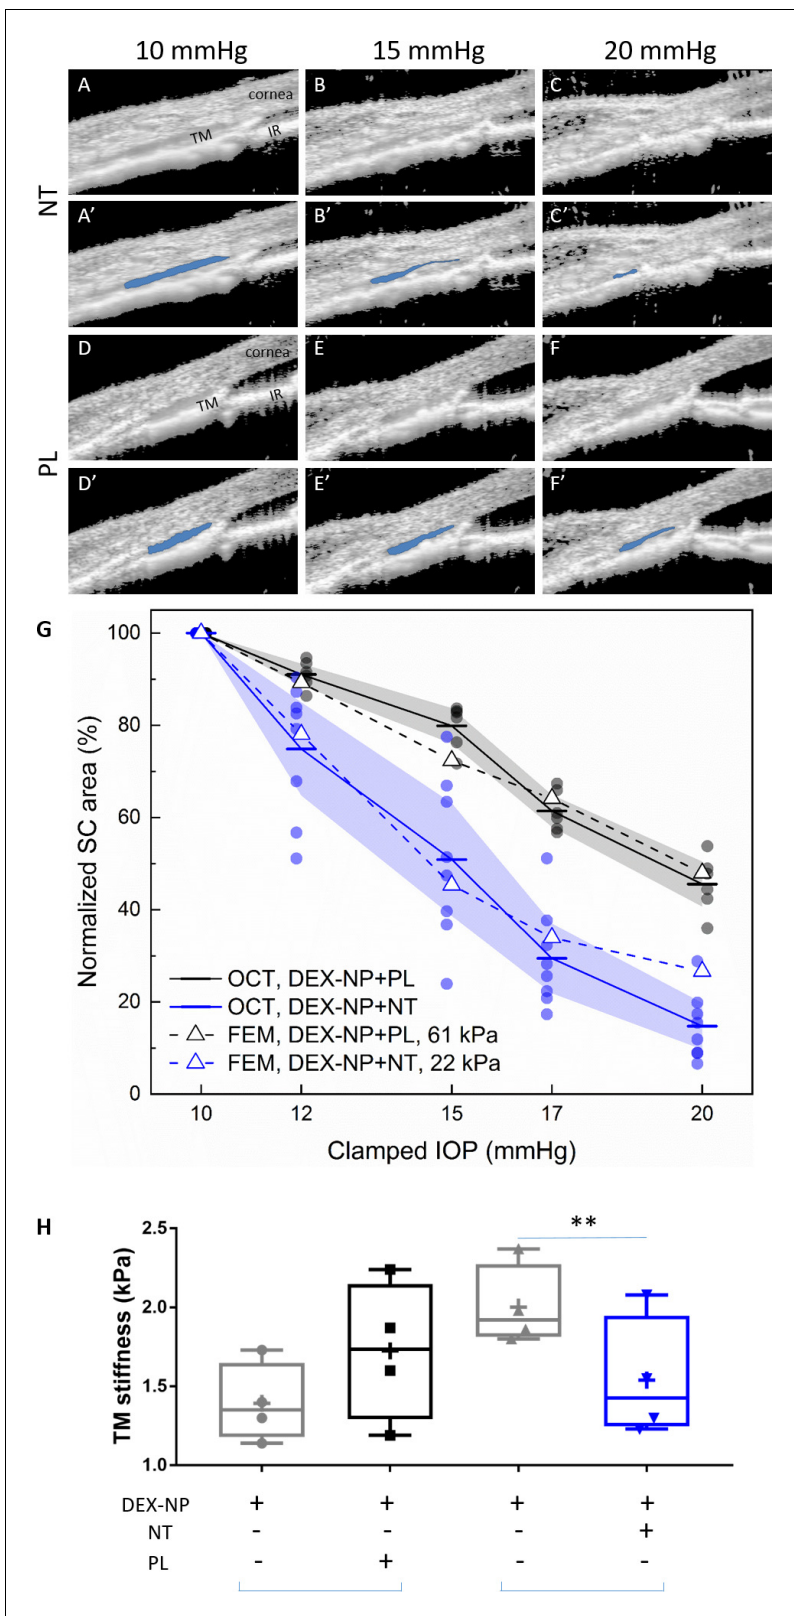 10 mmHg 15 mmHg 20 mmHg
NT
A cornea TM IR
B
C
A′
B′
C′
PL
D cornea TM IR
E
F
D′
E′
F′
G
Normalized SC area (%)
100
80
60
40
20
0
OCT, DEX-NP+PL
OCT, DEX-NP+NT
FEM, DEX-NP+PL, 61 kPa
FEM, DEX-NP+NT, 22 kPa
10 12 15 17 20
Clamped IOP (mmHg)
H
TM stiffness (kPa)
**
2.5
2.0
1.5
1.0
DEX-NP + + + +
NT - - - +
PL - + - -